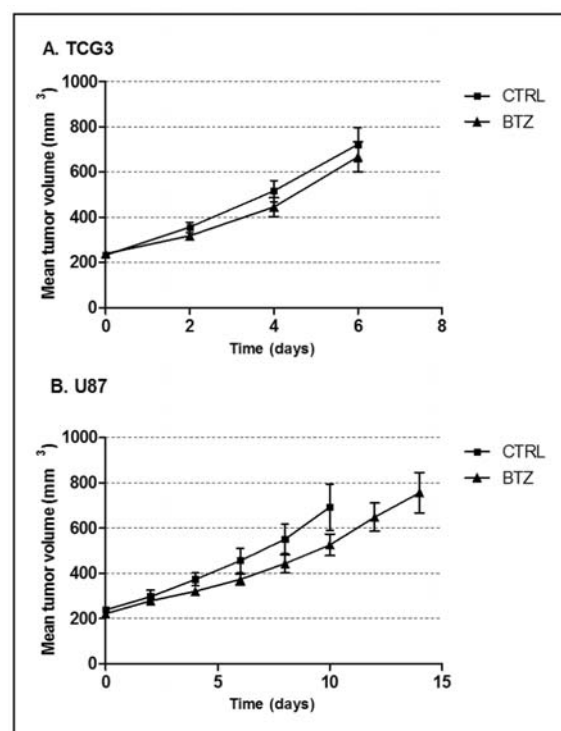 A. TCG3
1000
800
600
400
200
0
Mean tumor volume (mm³)
0 2 4 6 8
Time (days)
CTRL
BTZ
B. U87
1000
800
600
400
200
0
Mean tumor volume (mm³)
0 5 10 15
Time (days)
CTRL
BTZ